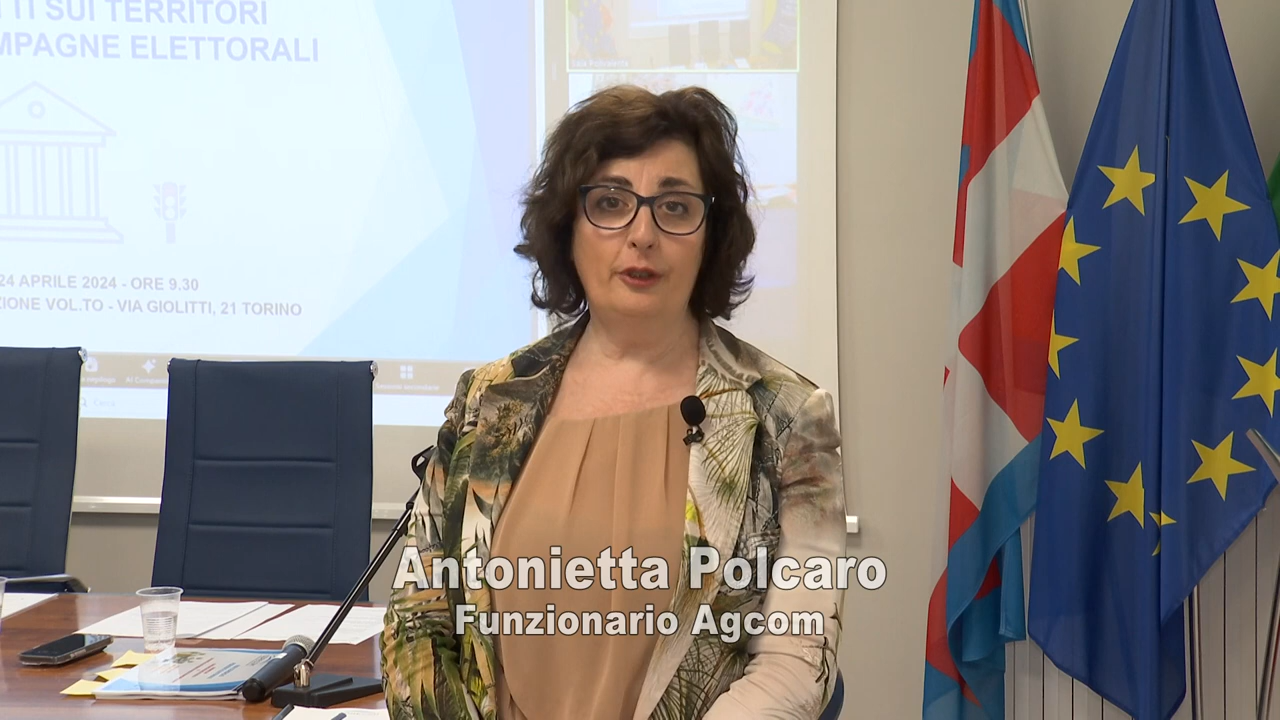 TTI SUI TERRITORI
MPAGNE ELETTORALI
24 APRILE 2024 - ORE 9.30
ZIONE VOL.TO - VIA GIOLITTI, 21 TORINO
Antonietta Polcaro
Funzionario Agcom